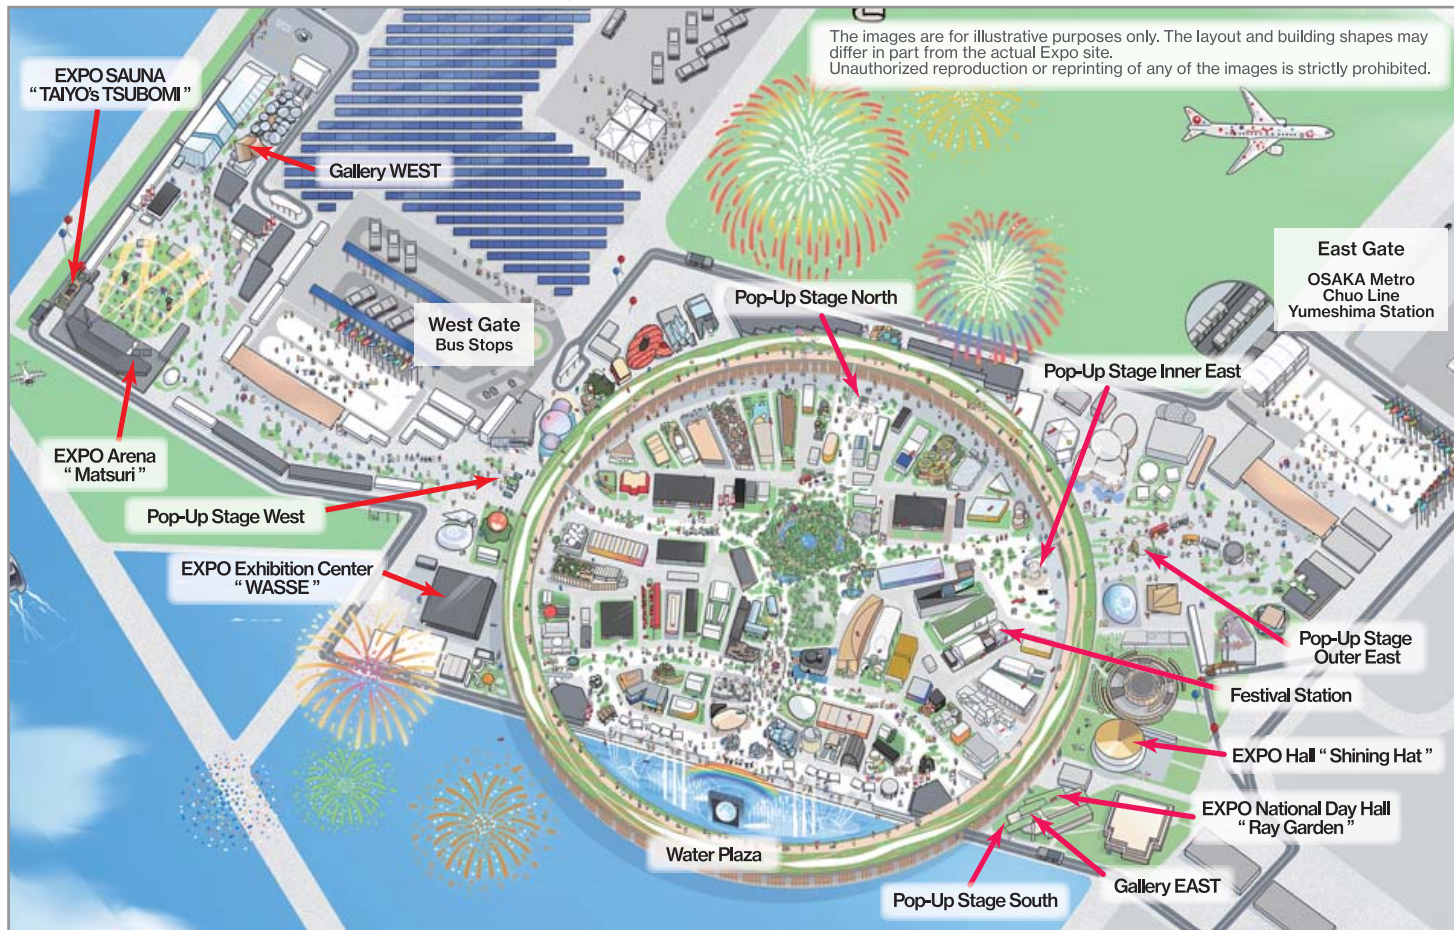 The images are for illustrative purposes only. The layout and building shapes may
differ in part from the actual Expo site.
Unauthorized reproduction or reprinting of any of the images is strictly prohibited.
EXPO SAUNA
“ TAIYO's TSUBOMI ”
Gallery WEST
East Gate
OSAKA Metro
Chuo Line
Yumeshima Station
Pop-Up Stage North
West Gate
Bus Stops
Pop-Up Stage Inner East
EXPO Arena
“ Matsuri ”
Pop-Up Stage West
EXPO Exhibition Center
“ WASSE ”
Pop-Up Stage
Outer East
Festival Station
EXPO Hall “ Shining Hat ”
EXPO National Day Hall
“ Ray Garden ”
Water Plaza
Gallery EAST
Pop-Up Stage South